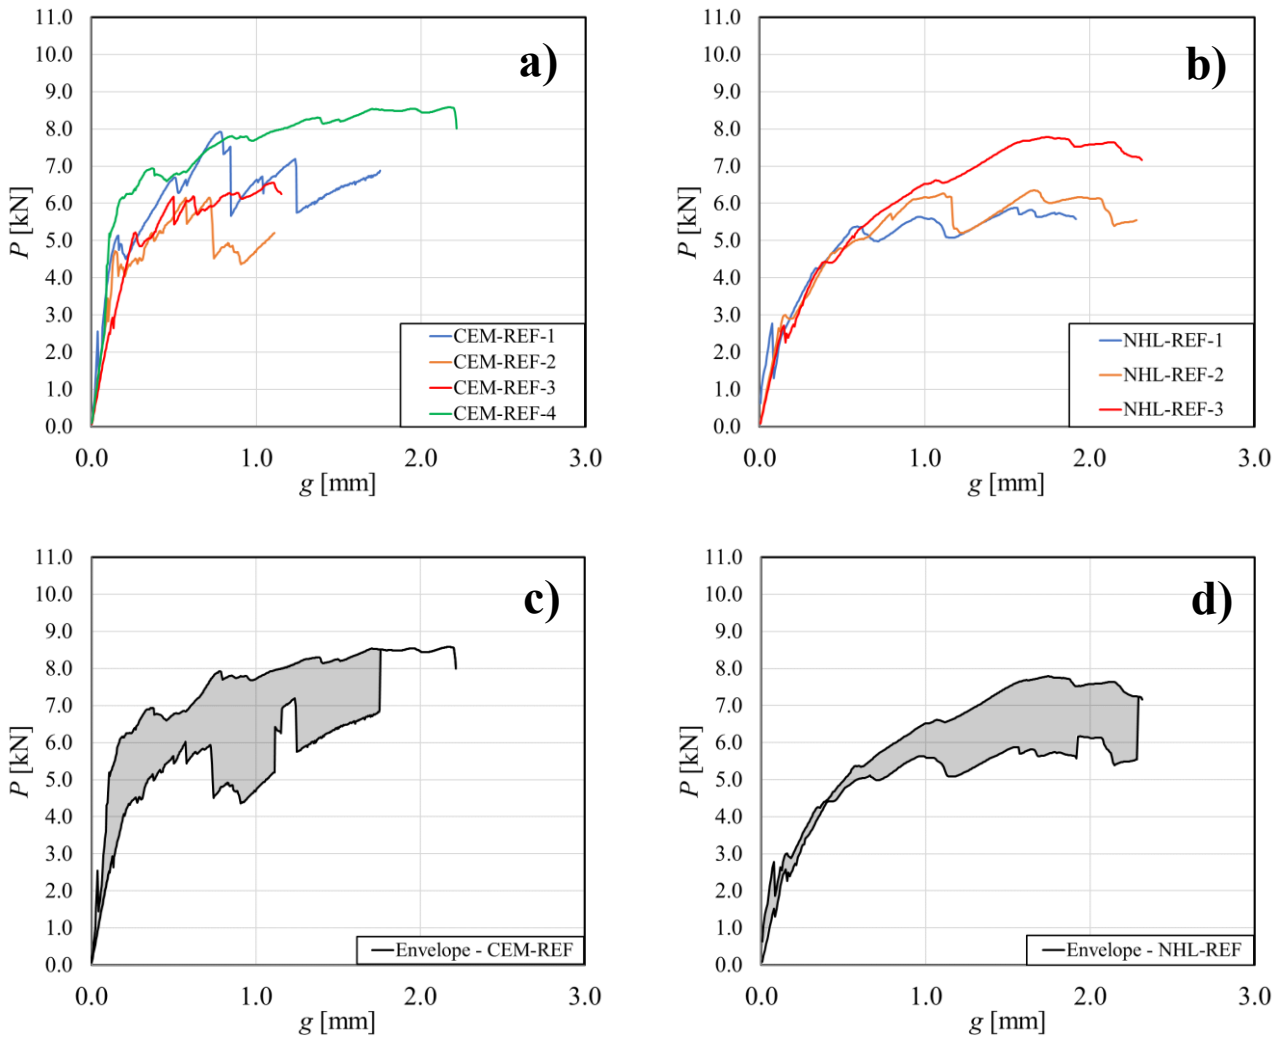 a)
P [kN]
11.0
10.0
9.0
8.0
7.0
6.0
5.0
4.0
3.0
2.0
1.0
0.0
CEM-REF-1
CEM-REF-2
CEM-REF-3
CEM-REF-4
0.0 1.0 2.0 3.0
g [mm]
b)
P [kN]
11.0
10.0
9.0
8.0
7.0
6.0
5.0
4.0
3.0
2.0
1.0
0.0
NHL-REF-1
NHL-REF-2
NHL-REF-3
0.0 1.0 2.0 3.0
g [mm]
c)
P [kN]
11.0
10.0
9.0
8.0
7.0
6.0
5.0
4.0
3.0
2.0
1.0
0.0
Envelope - CEM-REF
0.0 1.0 2.0 3.0
g [mm]
d)
P [kN]
11.0
10.0
9.0
8.0
7.0
6.0
5.0
4.0
3.0
2.0
1.0
0.0
Envelope - NHL-REF
0.0 1.0 2.0 3.0
g [mm]